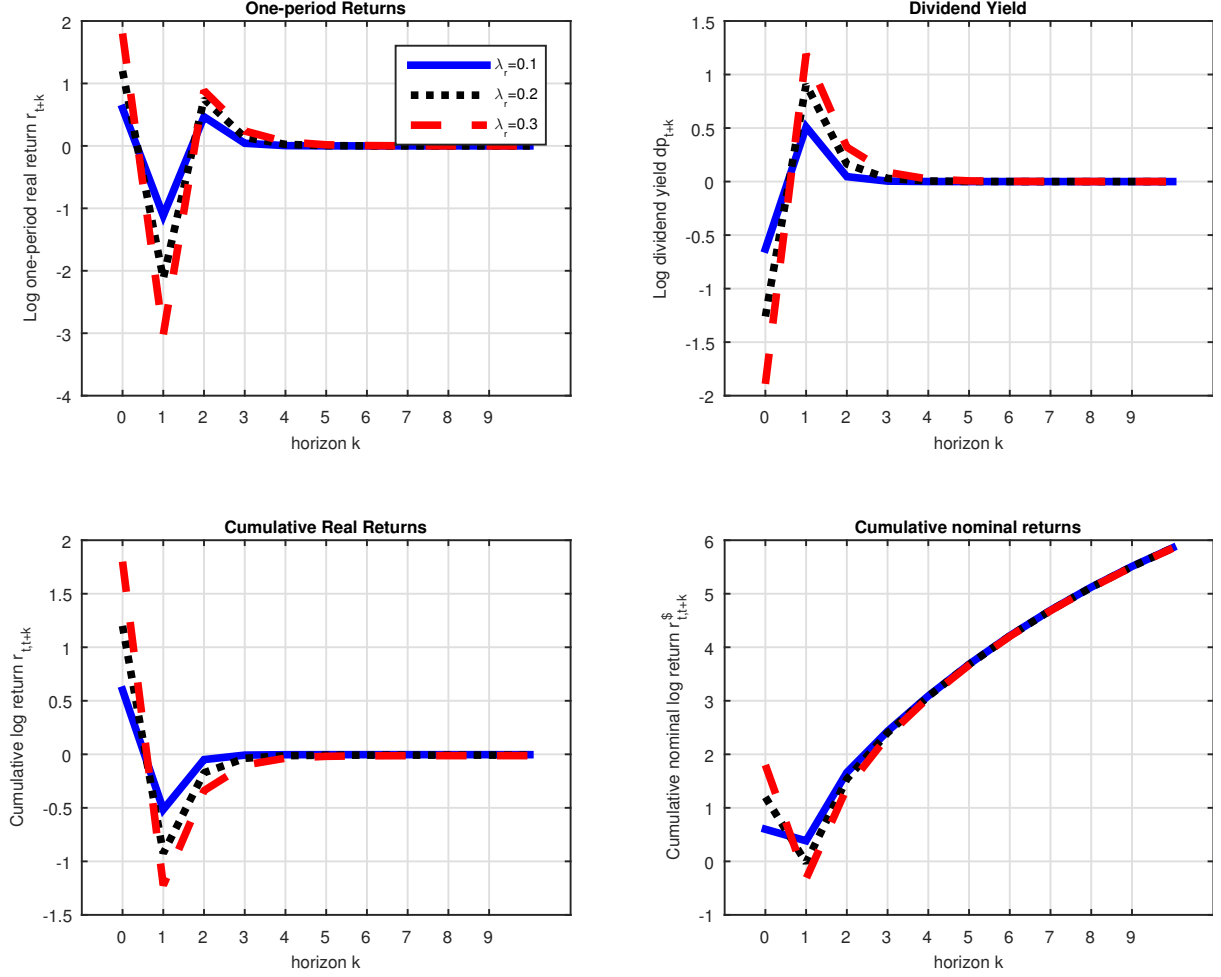 One-period Returns
Log one-period real return r_{t+k}
2
1
0
-1
-2
-3
-4
0 1 2 3 4 5 6 7 8 9
horizon k
λ_r=0.1
λ_r=0.2
λ_r=0.3
Dividend Yield
Log dividend yield dp_{t+k}
1.5
1
0.5
0
-0.5
-1
-1.5
-2
0 1 2 3 4 5 6 7 8 9
horizon k
Cumulative Real Returns
Cumulative log return r_{t,t+k}
2
1.5
1
0.5
0
-0.5
-1
-1.5
0 1 2 3 4 5 6 7 8 9
horizon k
Cumulative nominal returns
Cumulative nominal log return r^$_{t,t+k}
6
5
4
3
2
1
0
-1
0 1 2 3 4 5 6 7 8 9
horizon k